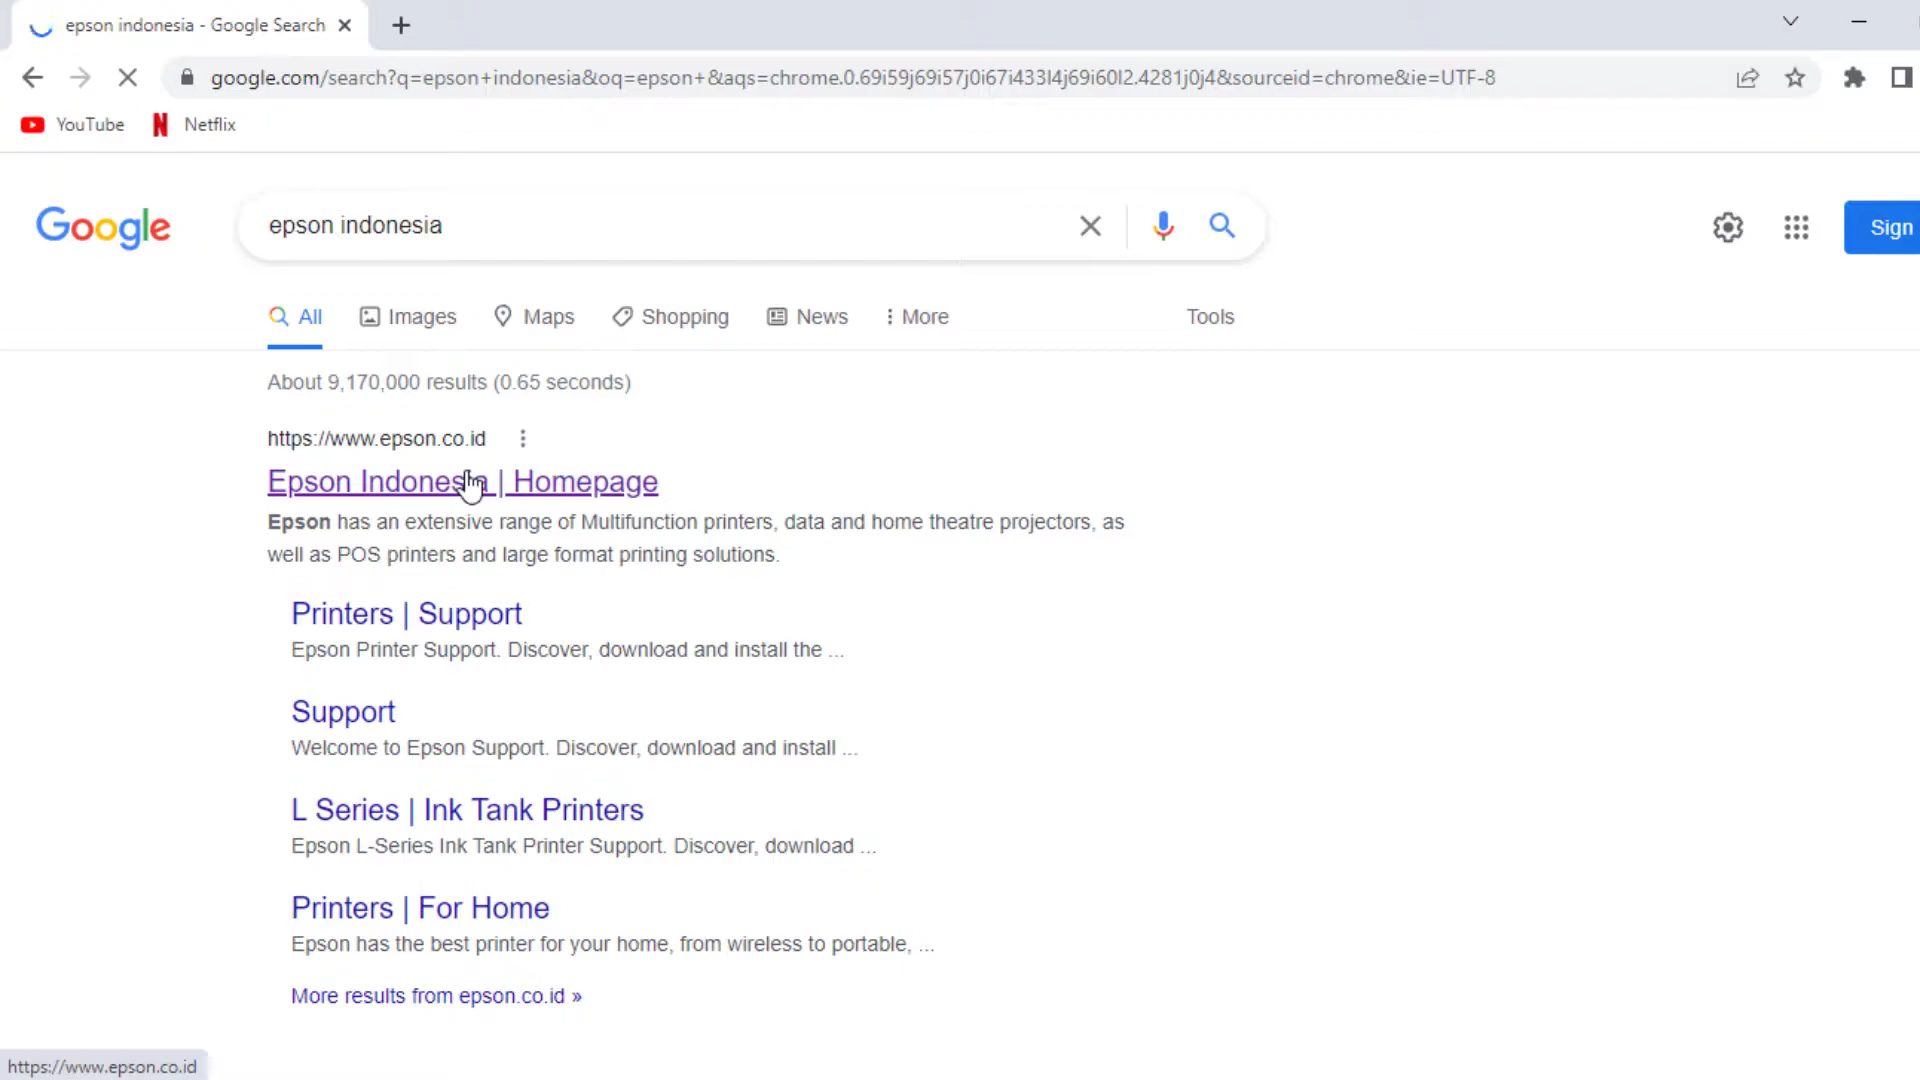 epson indonesia - Google Search
google.com/search?q=epson+indonesia&oq=epson+&aqs=chrome.0.69i59j69i57j0i67i433l4j69i60l2.4281j0j4&sourceid=chrome&ie=UTF-8
YouTube Netflix
Google epson indonesia Sign
All Images Maps Shopping News More Tools
About 9,170,000 results (0.65 seconds)
https://www.epson.co.id
Epson Indonesia | Homepage
Epson has an extensive range of Multifunction printers, data and home theatre projectors, as
well as POS printers and large format printing solutions.
Printers | Support
Epson Printer Support. Discover, download and install the ...
Support
Welcome to Epson Support. Discover, download and install ...
L Series | Ink Tank Printers
Epson L-Series Ink Tank Printer Support. Discover, download ...
Printers | For Home
Epson has the best printer for your home, from wireless to portable, ...
More results from epson.co.id »
https://www.epson.co.id